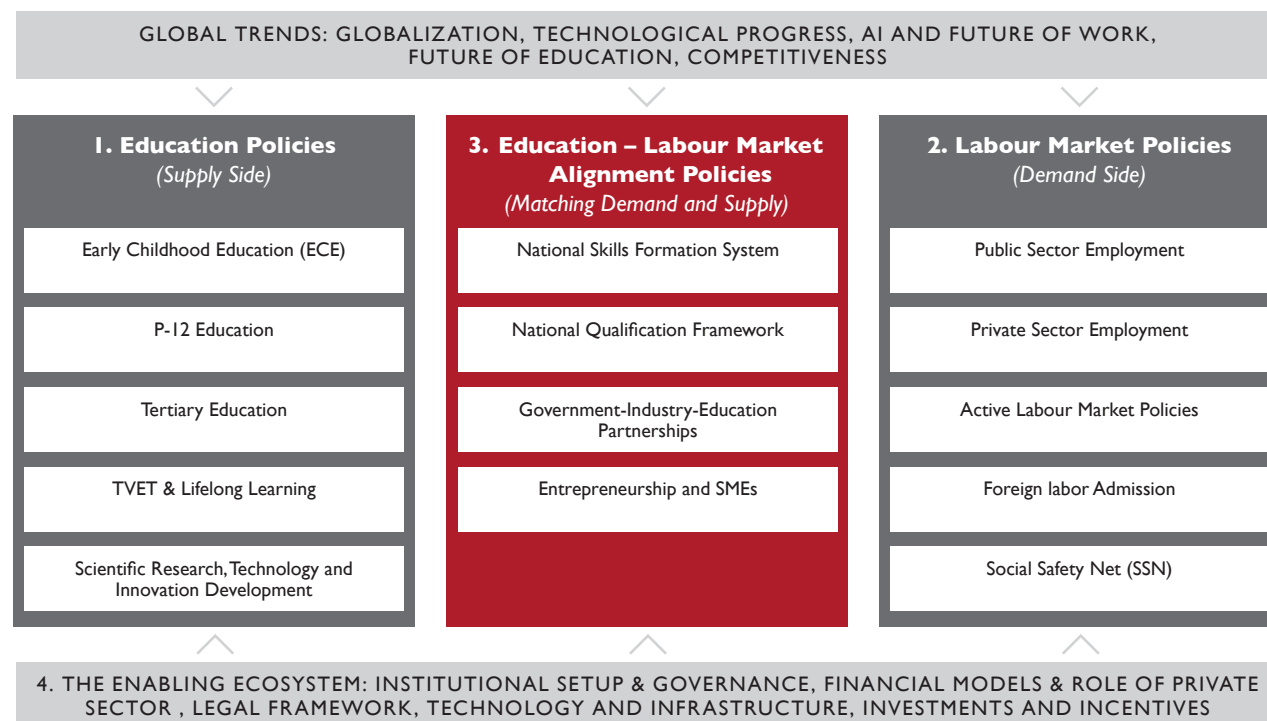 GLOBAL TRENDS: GLOBALIZATION, TECHNOLOGICAL PROGRESS, AI AND FUTURE OF WORK,
FUTURE OF EDUCATION, COMPETITIVENESS
1. Education Policies
(Supply Side)
Early Childhood Education (ECE)
P-12 Education
Tertiary Education
TVET & Lifelong Learning
Scientific Research, Technology and
Innovation Development
3. Education – Labour Market
Alignment Policies
(Matching Demand and Supply)
National Skills Formation System
National Qualification Framework
Government-Industry-Education
Partnerships
Entrepreneurship and SMEs
2. Labour Market Policies
(Demand Side)
Public Sector Employment
Private Sector Employment
Active Labour Market Policies
Foreign labor Admission
Social Safety Net (SSN)
4. THE ENABLING ECOSYSTEM: INSTITUTIONAL SETUP & GOVERNANCE, FINANCIAL MODELS & ROLE OF PRIVATE
SECTOR , LEGAL FRAMEWORK, TECHNOLOGY AND INFRASTRUCTURE, INVESTMENTS AND INCENTIVES